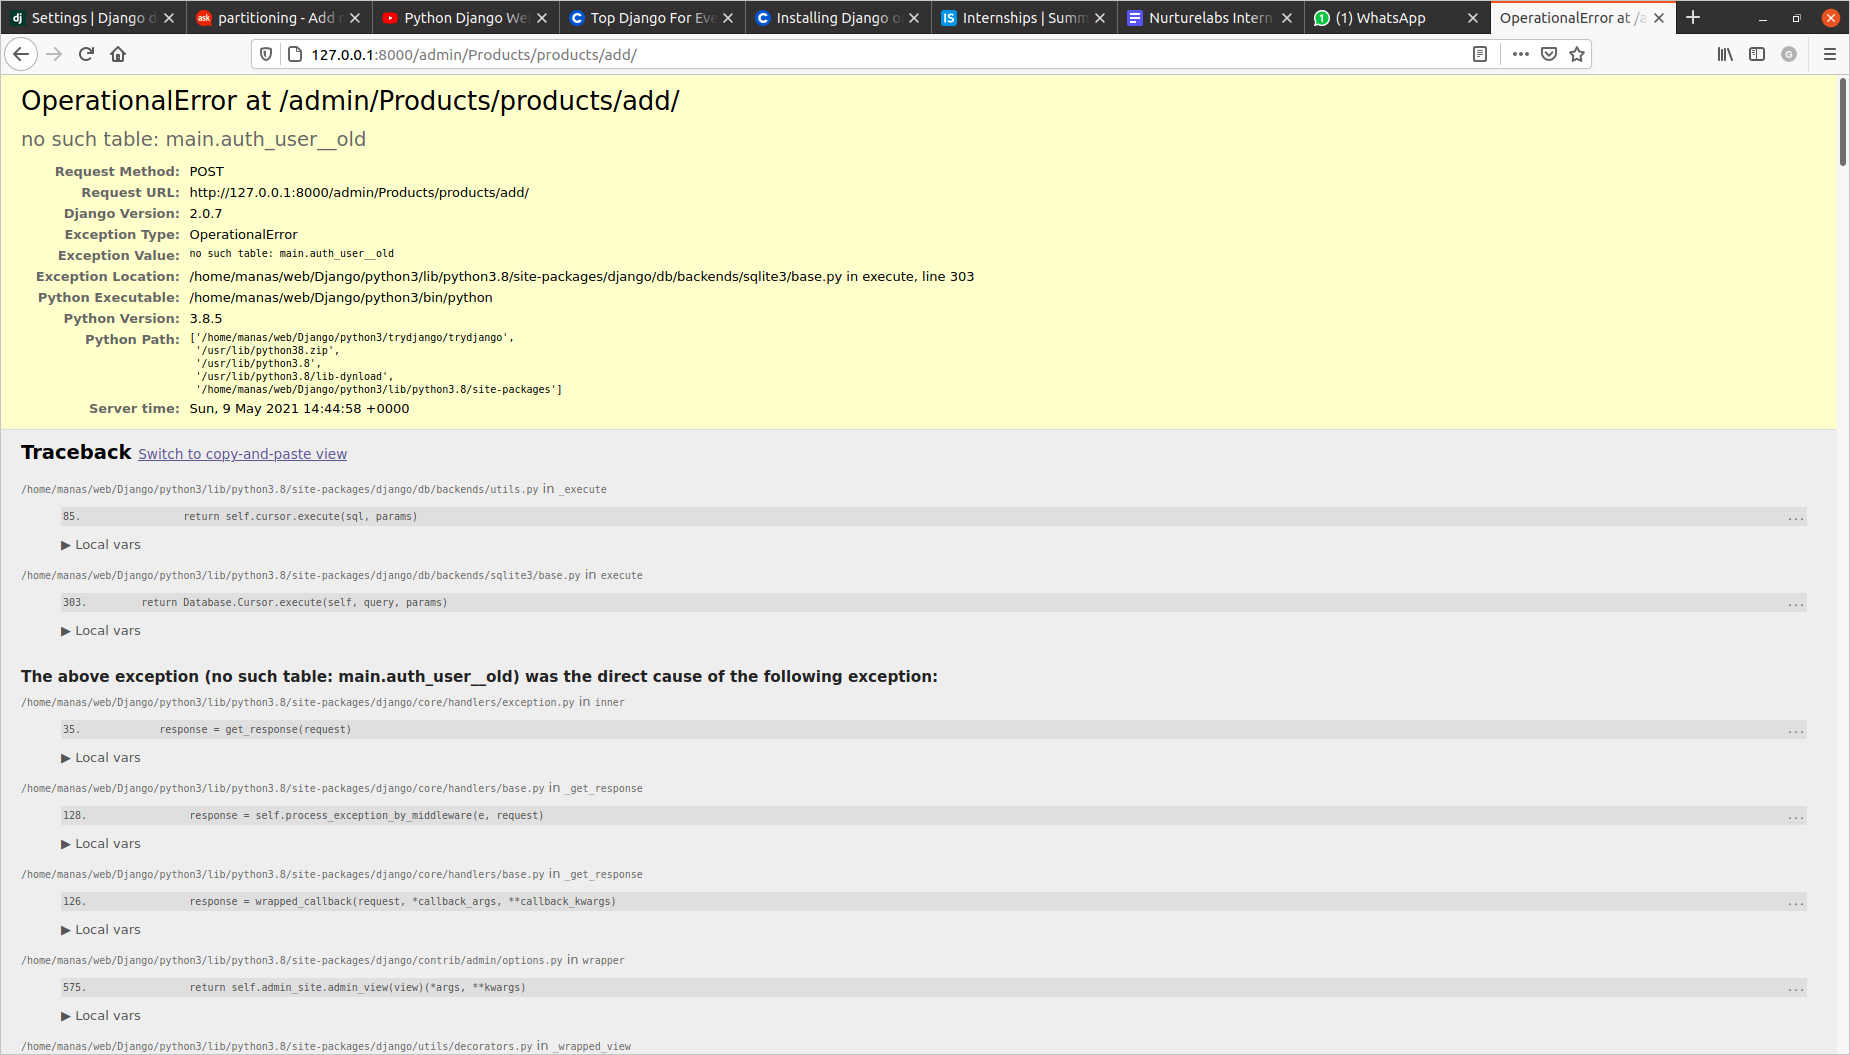 Settings | Django d
partitioning - Add
Python Django We
Top Django For Eve
Installing Django o
Internships | Summ
Nurturelabs Intern
(1) WhatsApp
OperationalError at /a
127.0.0.1:8000/admin/Products/products/add/
OperationalError at /admin/Products/products/add/
no such table: main.auth_user__old
Request Method: POST
Request URL: http://127.0.0.1:8000/admin/Products/products/add/
Django Version: 2.0.7
Exception Type: OperationalError
Exception Value: no such table: main.auth_user__old
Exception Location: /home/manas/web/Django/python3/lib/python3.8/site-packages/django/db/backends/sqlite3/base.py in execute, line 303
Python Executable: /home/manas/web/Django/python3/bin/python
Python Version: 3.8.5
Python Path: ['/home/manas/web/Django/python3/trydjango/trydjango',
'/usr/lib/python38.zip',
'/usr/lib/python3.8',
'/usr/lib/python3.8/lib-dynload',
'/home/manas/web/Django/python3/lib/python3.8/site-packages']
Server time: Sun, 9 May 2021 14:44:58 +0000
Traceback Switch to copy-and-paste view
/home/manas/web/Django/python3/lib/python3.8/site-packages/django/db/backends/utils.py in _execute
85. return self.cursor.execute(sql, params) ...
▶ Local vars
/home/manas/web/Django/python3/lib/python3.8/site-packages/django/db/backends/sqlite3/base.py in execute
303. return Database.Cursor.execute(self, query, params) ...
▶ Local vars
The above exception (no such table: main.auth_user__old) was the direct cause of the following exception:
/home/manas/web/Django/python3/lib/python3.8/site-packages/django/core/handlers/exception.py in inner
35. response = get_response(request) ...
▶ Local vars
/home/manas/web/Django/python3/lib/python3.8/site-packages/django/core/handlers/base.py in _get_response
128. response = self.process_exception_by_middleware(e, request) ...
▶ Local vars
/home/manas/web/Django/python3/lib/python3.8/site-packages/django/core/handlers/base.py in _get_response
126. response = wrapped_callback(request, *callback_args, **callback_kwargs) ...
▶ Local vars
/home/manas/web/Django/python3/lib/python3.8/site-packages/django/contrib/admin/options.py in wrapper
575. return self.admin_site.admin_view(view)(*args, **kwargs) ...
▶ Local vars
/home/manas/web/Django/python3/lib/python3.8/site-packages/django/utils/decorators.py in _wrapped_view